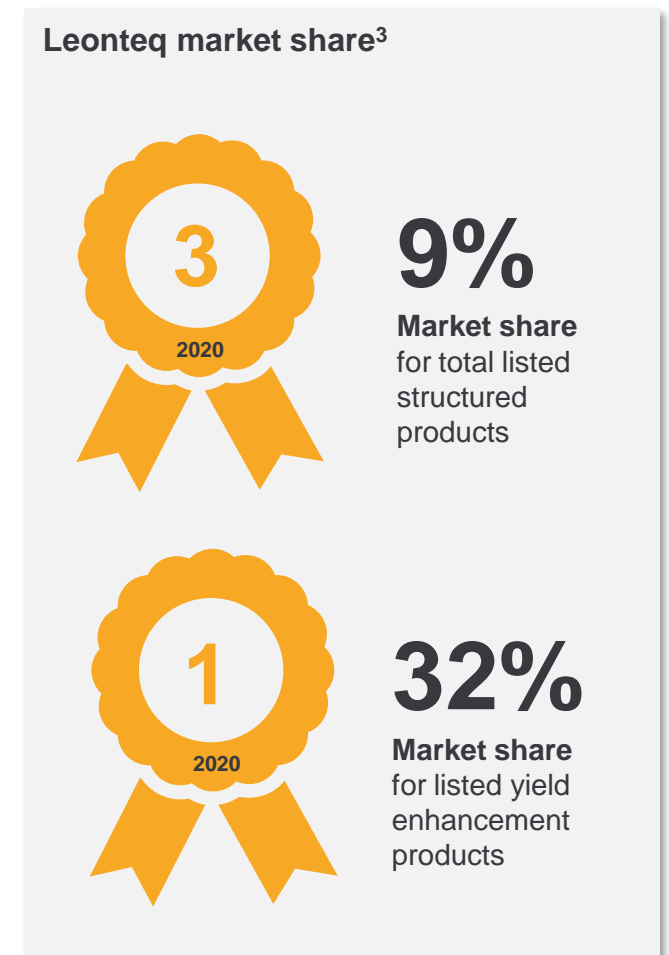 Leonteq market share³
3
2020
9%
Market share
for total listed
structured
products
1
2020
32%
Market share
for listed yield
enhancement
products